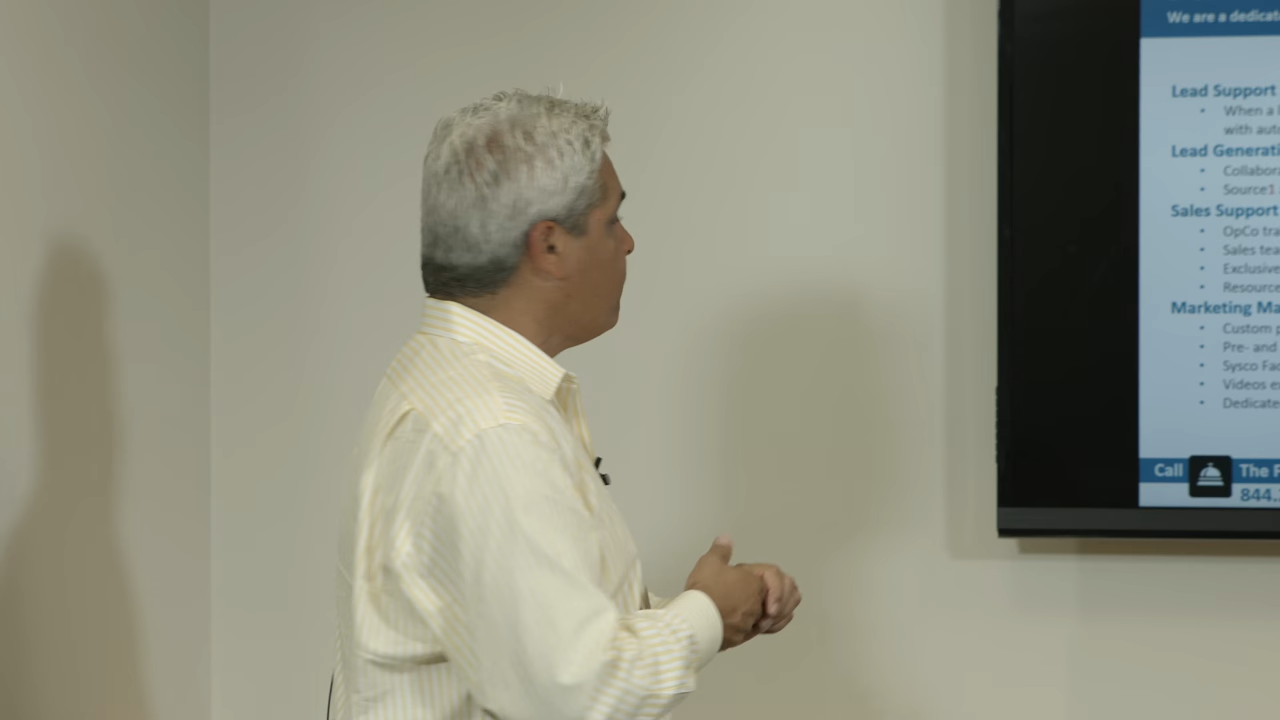 We are a dedicat
Lead Support
When a
with aut
Lead Generati
Collabora
Source1
Sales Support
OpCo tra
Sales tea
Exclusive
Resource
Marketing Ma
Custom p
Pre- and
Sysco Fac
Videos e
Dedicate
Call The F
844.